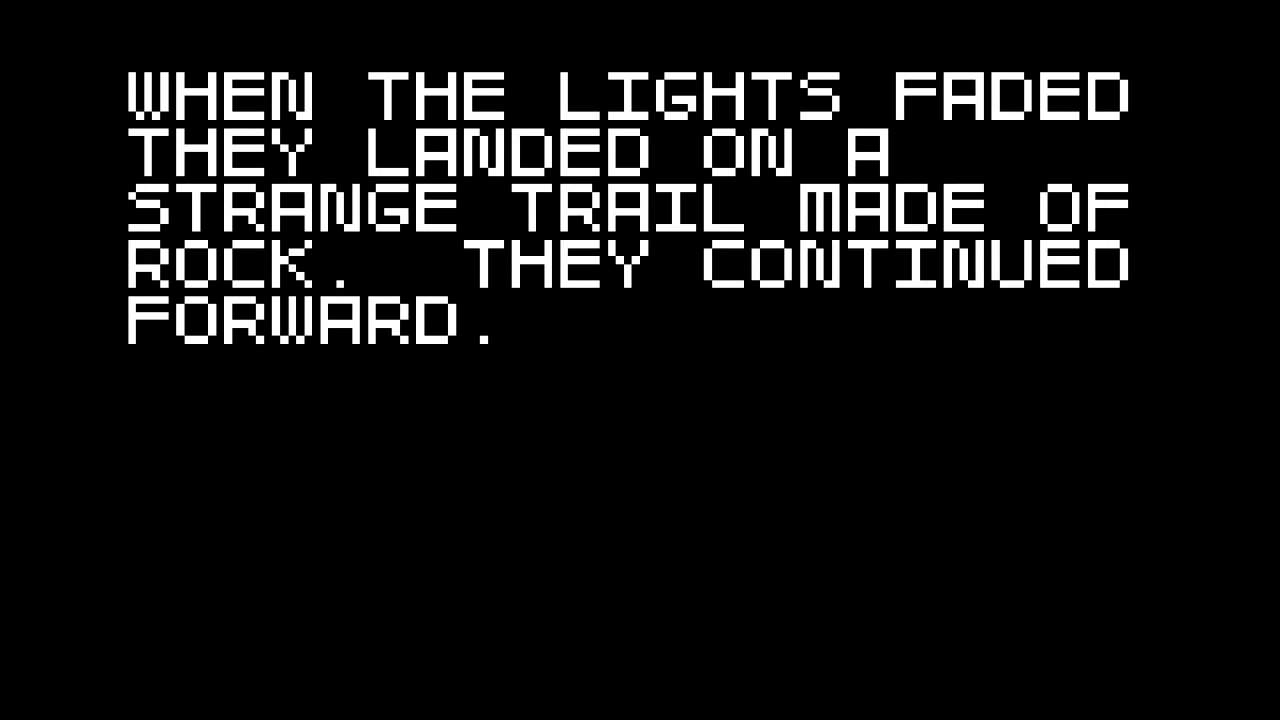 WHEN THE LIGHTS FADED
THEY LANDED ON A
STRANGE TRAIL MADE OF
ROCK.  THEY CONTINUED
FORWARD.